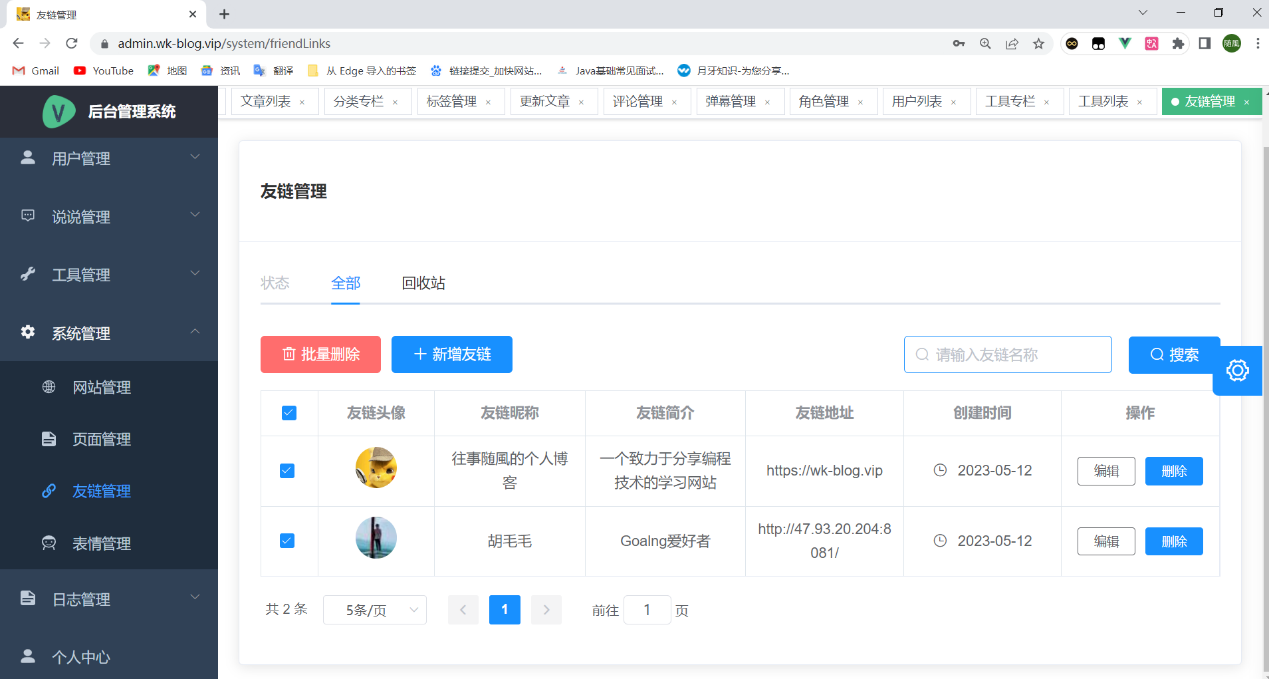 友链管理
admin.wk-blog.vip/system/friendLinks
随風
Gmail YouTube 地图 资讯 翻译 从 Edge 导入的书签 链接提交_加快网站... Java基础常见面试... 月牙知识-为您分享...
V 后台管理系统
文章列表 × 分类专栏 × 标签管理 × 更新文章 × 评论管理 × 弹幕管理 × 角色管理 × 用户列表 × 工具专栏 × 工具列表 × 友链管理 ×
用户管理
说说管理
工具管理
系统管理
网站管理
页面管理
友链管理
表情管理
日志管理
个人中心
友链管理
状态 全部 回收站
批量删除 + 新增友链 请输入友链名称 搜索
友链头像 友链昵称 友链简介 友链地址 创建时间 操作
往事随風的个人博
客
一个致力于分享编程
技术的学习网站
https://wk-blog.vip
2023-05-12
编辑 删除
胡毛毛
Goalng爱好者
http://47.93.20.204:8
081/
2023-05-12
编辑 删除
共 2 条 5条/页 < 1 > 前往 1 页